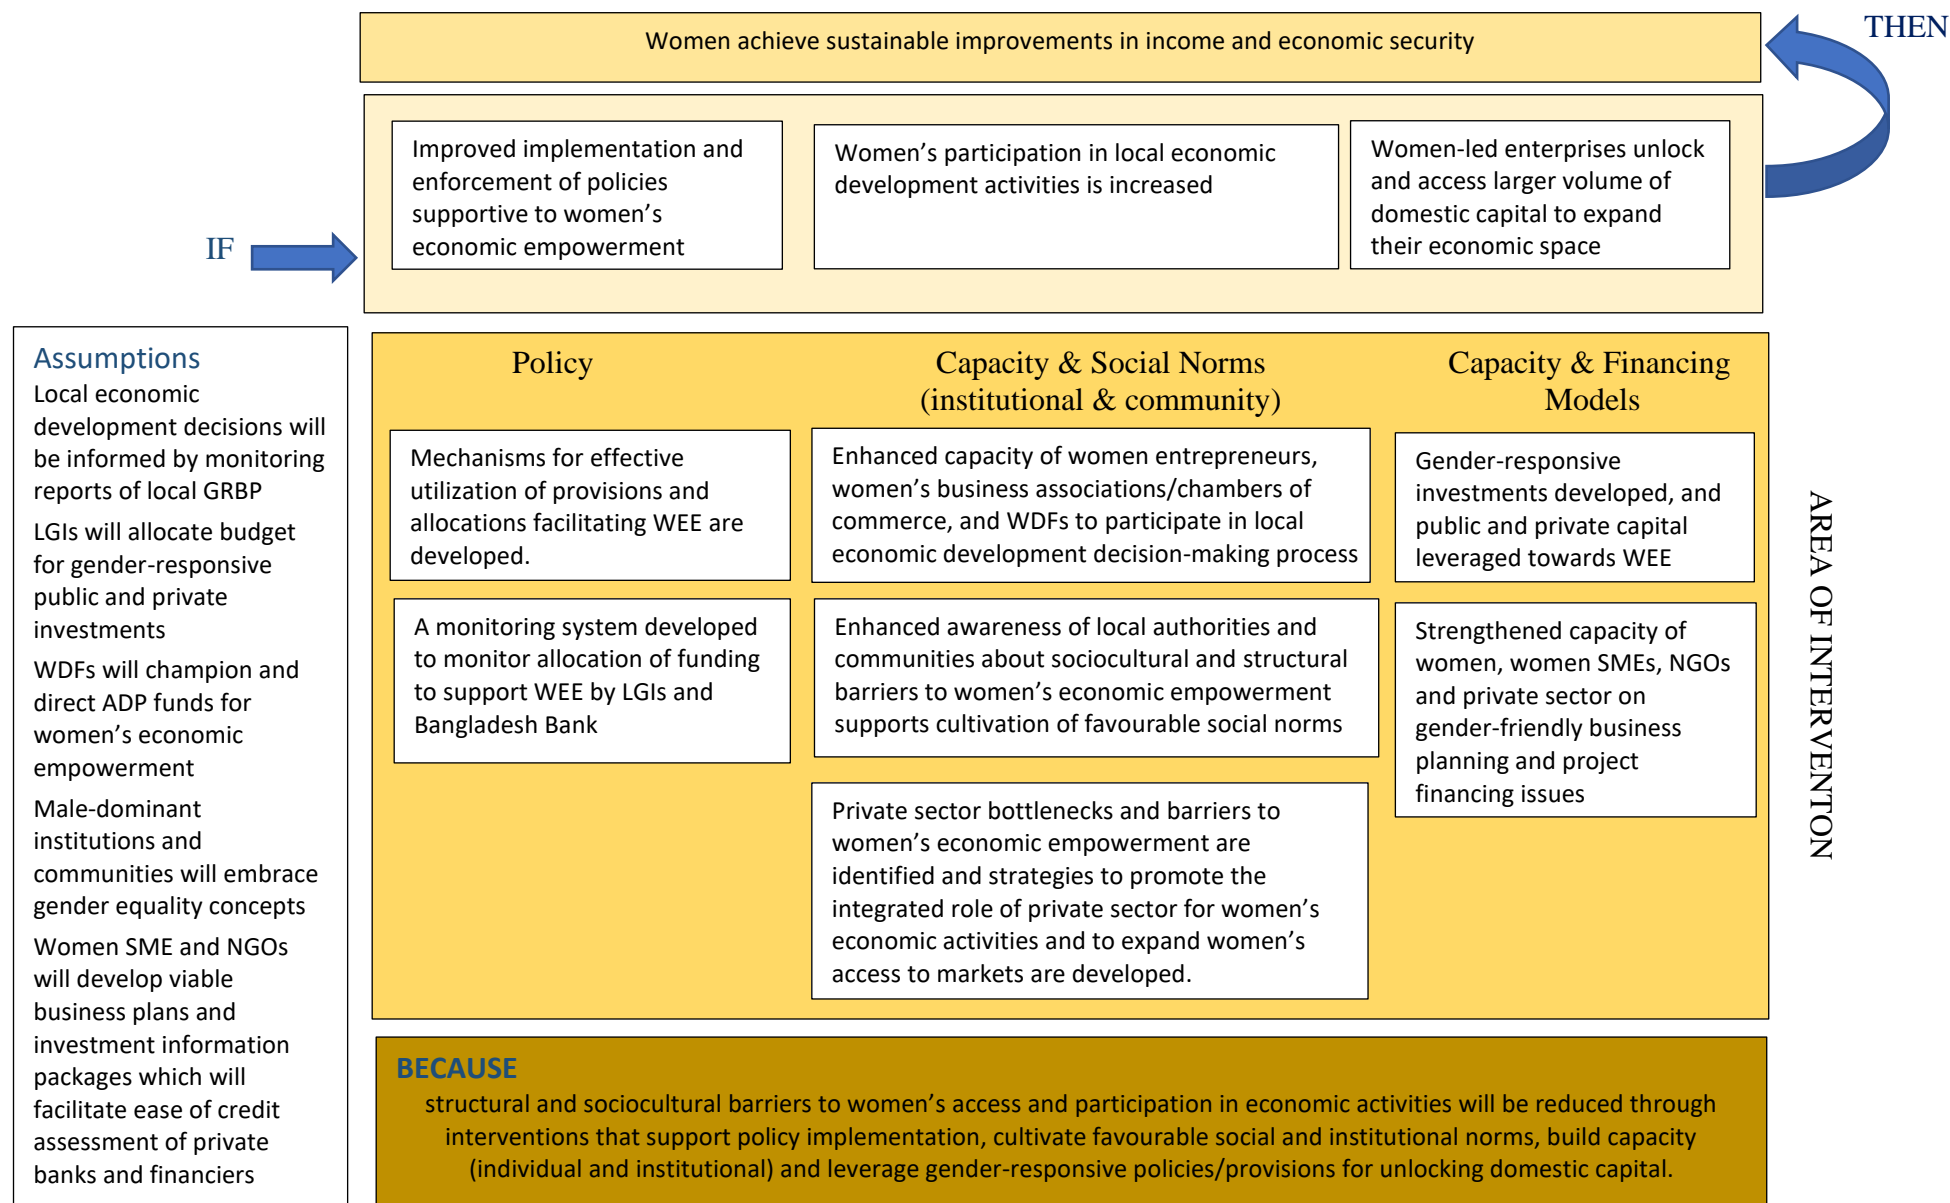 THEN
Women achieve sustainable improvements in income and economic security
IF
Improved implementation and
enforcement of policies
supportive to women’s
economic empowerment
Women’s participation in local economic
development activities is increased
Women-led enterprises unlock
and access larger volume of
domestic capital to expand
their economic space
Assumptions
Local economic
development decisions will
be informed by monitoring
reports of local GRBP
LGIs will allocate budget
for gender-responsive
public and private
investments
WDFs will champion and
direct ADP funds for
women’s economic
empowerment
Male-dominant
institutions and
communities will embrace
gender equality concepts
Women SME and NGOs
will develop viable
business plans and
investment information
packages which will
facilitate ease of credit
assessment of private
banks and financiers
Policy
Mechanisms for effective
utilization of provisions and
allocations facilitating WEE are
developed.
A monitoring system developed
to monitor allocation of funding
to support WEE by LGIs and
Bangladesh Bank
Capacity & Social Norms
(institutional & community)
Enhanced capacity of women entrepreneurs,
women’s business associations/chambers of
commerce, and WDFs to participate in local
economic development decision-making process
Enhanced awareness of local authorities and
communities about sociocultural and structural
barriers to women’s economic empowerment
supports cultivation of favourable social norms
Private sector bottlenecks and barriers to
women’s economic empowerment are
identified and strategies to promote the
integrated role of private sector for women’s
economic activities and to expand women’s
access to markets are developed.
Capacity & Financing
Models
Gender-responsive
investments developed, and
public and private capital
leveraged towards WEE
Strengthened capacity of
women, women SMEs, NGOs
and private sector on
gender-friendly business
planning and project
financing issues
AREA OF INTERVENTON
BECAUSE
structural and sociocultural barriers to women’s access and participation in economic activities will be reduced through
interventions that support policy implementation, cultivate favourable social and institutional norms, build capacity
(individual and institutional) and leverage gender-responsive policies/provisions for unlocking domestic capital.